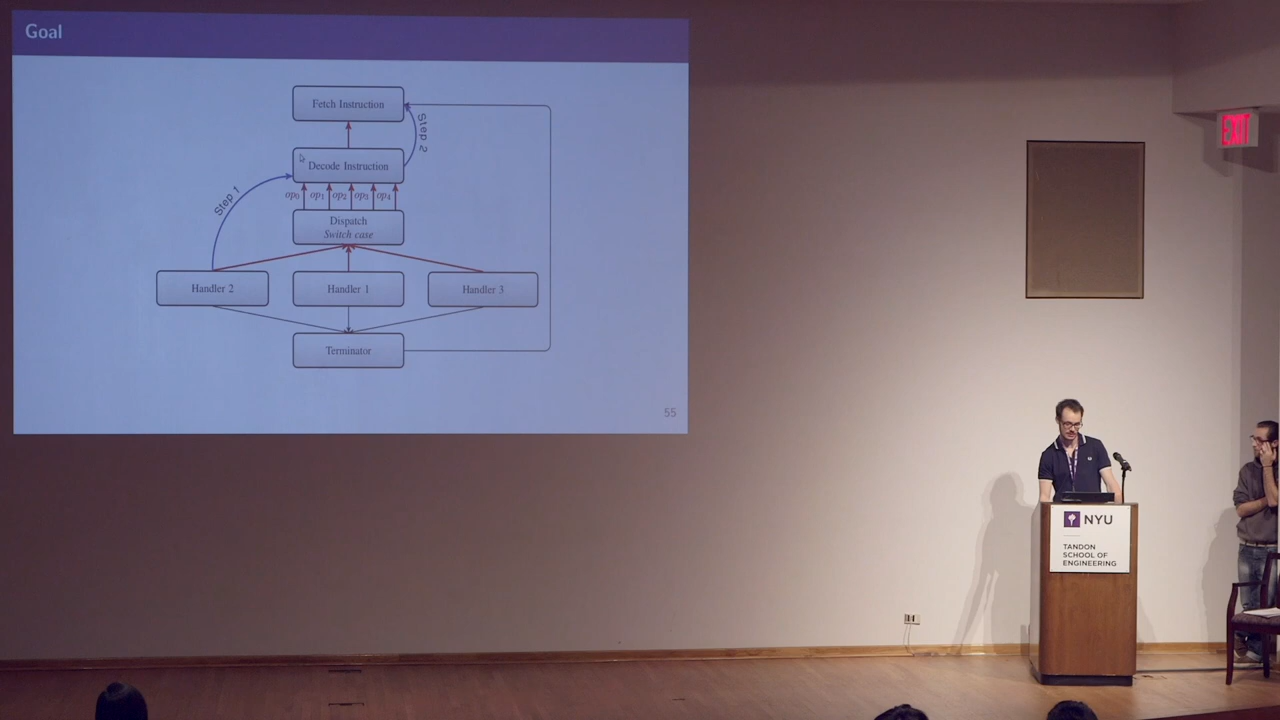 Goal
Fetch Instruction
Step 2
Decode Instruction
Step 1
op0 op1 op2 op3 op4
Dispatch
Switch case
Handler 2
Handler 1
Handler 3
Terminator
55
EXIT
NYU
TANDON
SCHOOL OF
ENGINEERING